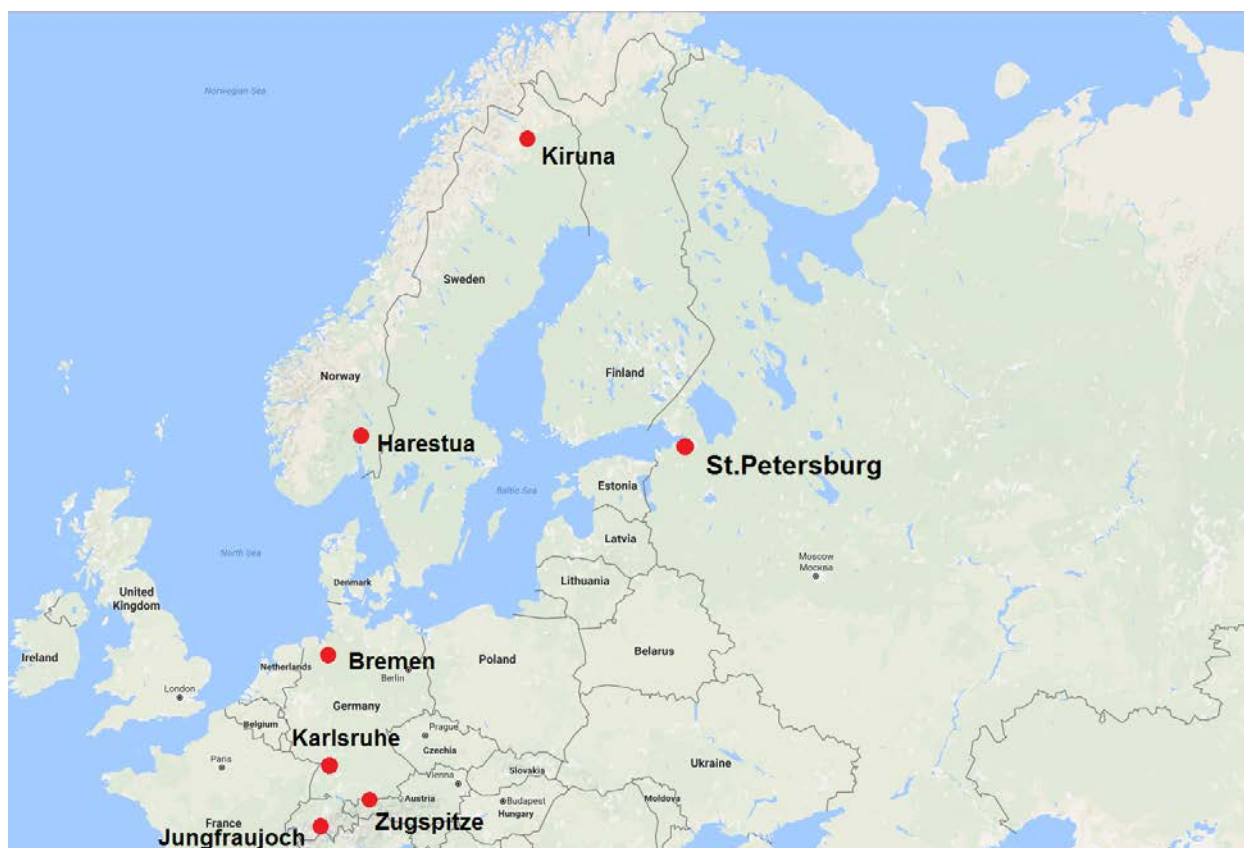 Norwegian Sea
Kiruna
Sweden
Norway
Finland
Harestua
St.Petersburg
Estonia
Baltic Sea
Latvia
North Sea
Moscow
Москва
Denmark
Lithuania
United
Kingdom
Ireland
Netherlands
Bremen
Poland
Belarus
Berlin
London
Germany
Belgium
Karlsruhe
Prague
Czechia
Paris
Slovakia
Ukraine
Vienna
Austria
Budapest
Hungary
Moldova
Zugspitze
France
Jungfraujoch